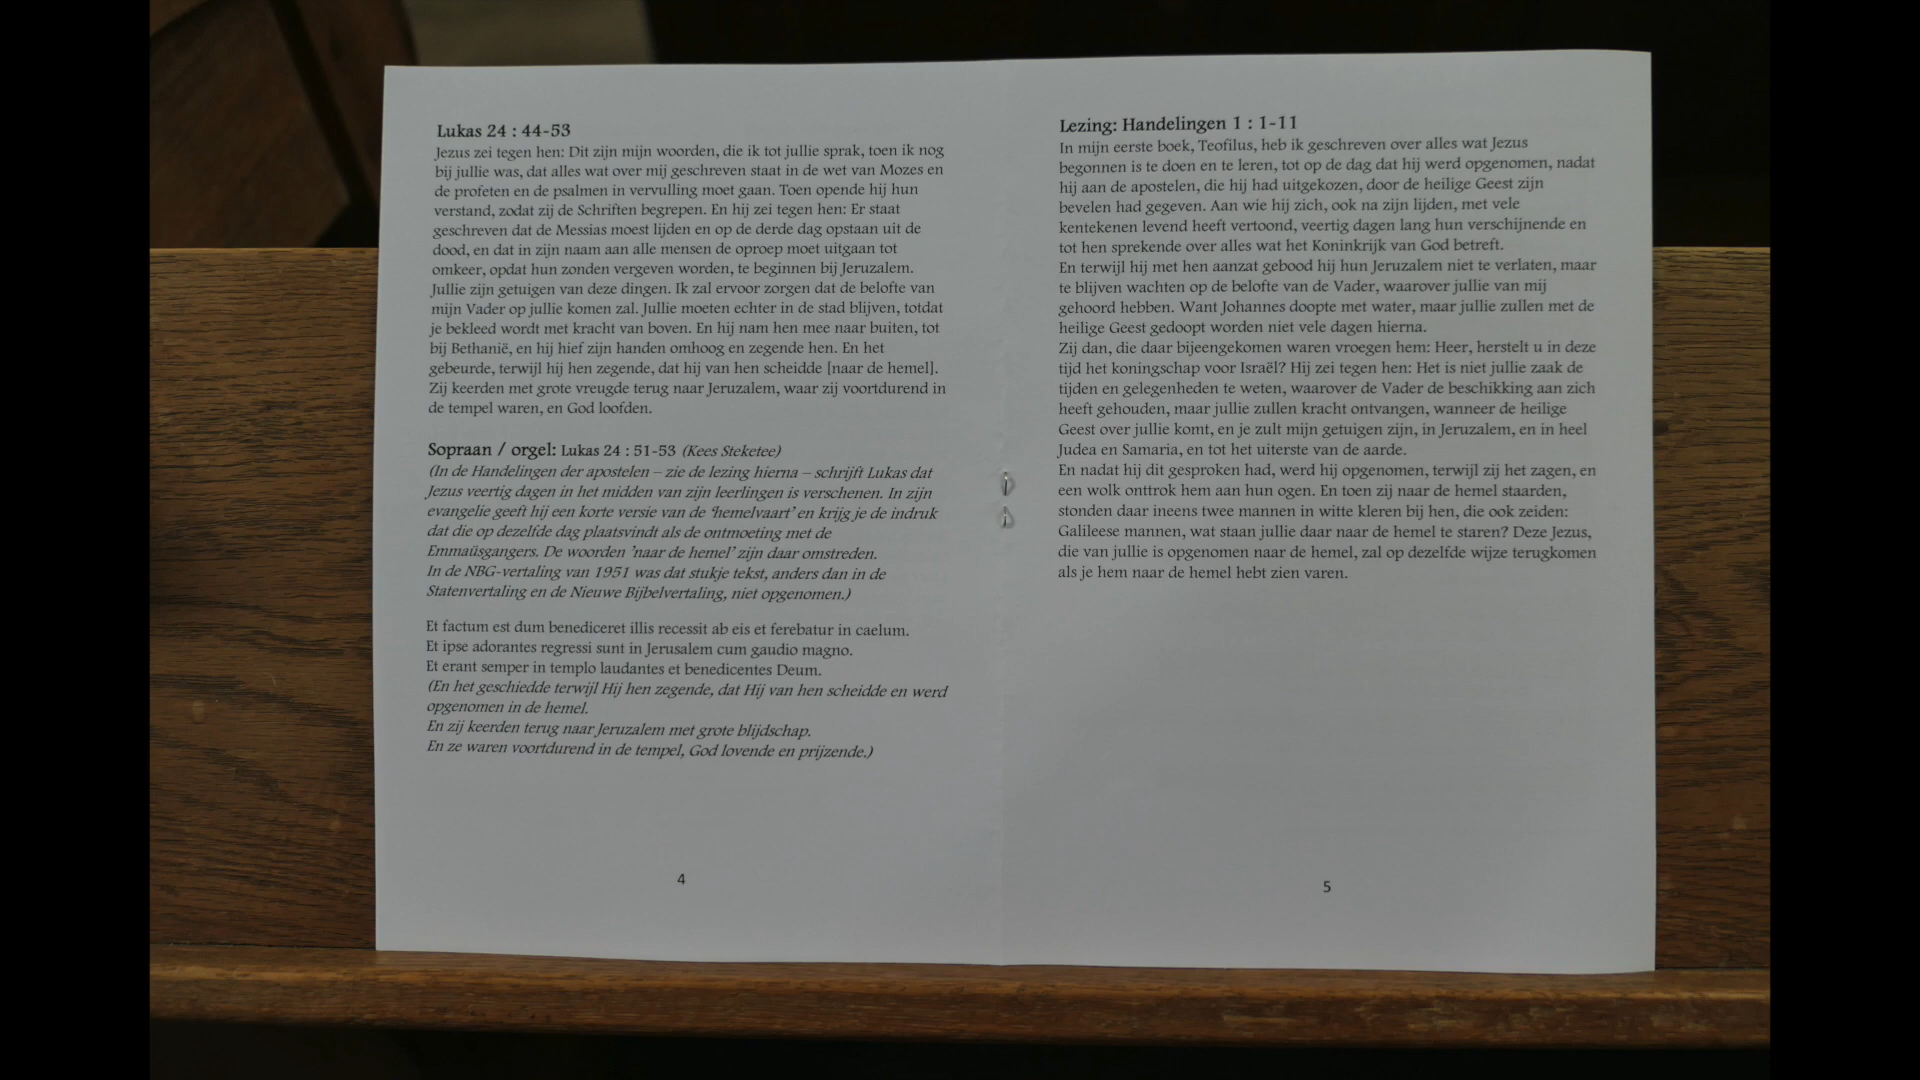 Lukas 24 : 44-53
Jezus zei tegen hen: Dit zijn mijn woorden, die ik tot jullie sprak, toen ik nog
bij jullie was, dat alles wat over mij geschreven staat in de wet van Mozes en
de profeten en de psalmen in vervulling moet gaan. Toen opende hij hun
verstand, zodat zij de Schriften begrepen. En hij zei tegen hen: Er staat
geschreven dat de Messias moest lijden en op de derde dag opstaan uit de
dood, en dat in zijn naam aan alle mensen de oproep moet uitgaan tot
omkeer, opdat hun zonden vergeven worden, te beginnen bij Jeruzalem.
Jullie zijn getuigen van deze dingen. Ik zal ervoor zorgen dat de belofte van
mijn Vader op jullie komen zal. Jullie moeten echter in de stad blijven, totdat
je bekleed wordt met kracht van boven. En hij nam hen mee naar buiten, tot
bij Bethanië, en hij hief zijn handen omhoog en zegende hen. En het
gebeurde, terwijl hij hen zegende, dat hij van hen scheidde [naar de hemel].
Zij keerden met grote vreugde terug naar Jeruzalem, waar zij voortdurend in
de tempel waren, en God loofden.
Sopraan / orgel: Lukas 24 : 51-53 (Kees Steketee)
(In de Handelingen der apostelen – zie de lezing hierna – schrijft Lukas dat
Jezus veertig dagen in het midden van zijn leerlingen is verschenen. In zijn
evangelie geeft hij een korte versie van de ‘hemelvaart’ en krijg je de indruk
dat die op dezelfde dag plaatsvindt als de ontmoeting met de
Emmaüsgangers. De woorden ’naar de hemel’ zijn daar omstreden.
In de NBG-vertaling van 1951 was dat stukje tekst, anders dan in de
Statenvertaling en de Nieuwe Bijbelvertaling, niet opgenomen.)
Et factum est dum benediceret illis recessit ab eis et ferebatur in caelum.
Et ipse adorantes regressi sunt in Jerusalem cum gaudio magno.
Et erant semper in templo laudantes et benedicentes Deum.
(En het geschiedde terwijl Hij hen zegende, dat Hij van hen scheidde en werd
opgenomen in de hemel.
En zij keerden terug naar Jeruzalem met grote blijdschap.
En ze waren voortdurend in de tempel, God lovende en prijzende.)
4
Lezing: Handelingen 1 : 1-11
In mijn eerste boek, Teofilus, heb ik geschreven over alles wat Jezus
begonnen is te doen en te leren, tot op de dag dat hij werd opgenomen, nadat
hij aan de apostelen, die hij had uitgekozen, door de heilige Geest zijn
bevelen had gegeven. Aan wie hij zich, ook na zijn lijden, met vele
kentekenen levend heeft vertoond, veertig dagen lang hun verschijnende en
tot hen sprekende over alles wat het Koninkrijk van God betreft.
En terwijl hij met hen aanzat gebood hij hun Jeruzalem niet te verlaten, maar
te blijven wachten op de belofte van de Vader, waarover jullie van mij
gehoord hebben. Want Johannes doopte met water, maar jullie zullen met de
heilige Geest gedoopt worden niet vele dagen hierna.
Zij dan, die daar bijeengekomen waren vroegen hem: Heer, herstelt u in deze
tijd het koningschap voor Israël? Hij zei tegen hen: Het is niet jullie zaak de
tijden en gelegenheden te weten, waarover de Vader de beschikking aan zich
heeft gehouden, maar jullie zullen kracht ontvangen, wanneer de heilige
Geest over jullie komt, en je zult mijn getuigen zijn, in Jeruzalem, en in heel
Judea en Samaria, en tot het uiterste van de aarde.
En nadat hij dit gesproken had, werd hij opgenomen, terwijl zij het zagen, en
een wolk onttrok hem aan hun ogen. En toen zij naar de hemel staarden,
stonden daar ineens twee mannen in witte kleren bij hen, die ook zeiden:
Galileese mannen, wat staan jullie daar naar de hemel te staren? Deze Jezus,
die van jullie is opgenomen naar de hemel, zal op dezelfde wijze terugkomen
als je hem naar de hemel hebt zien varen.
5